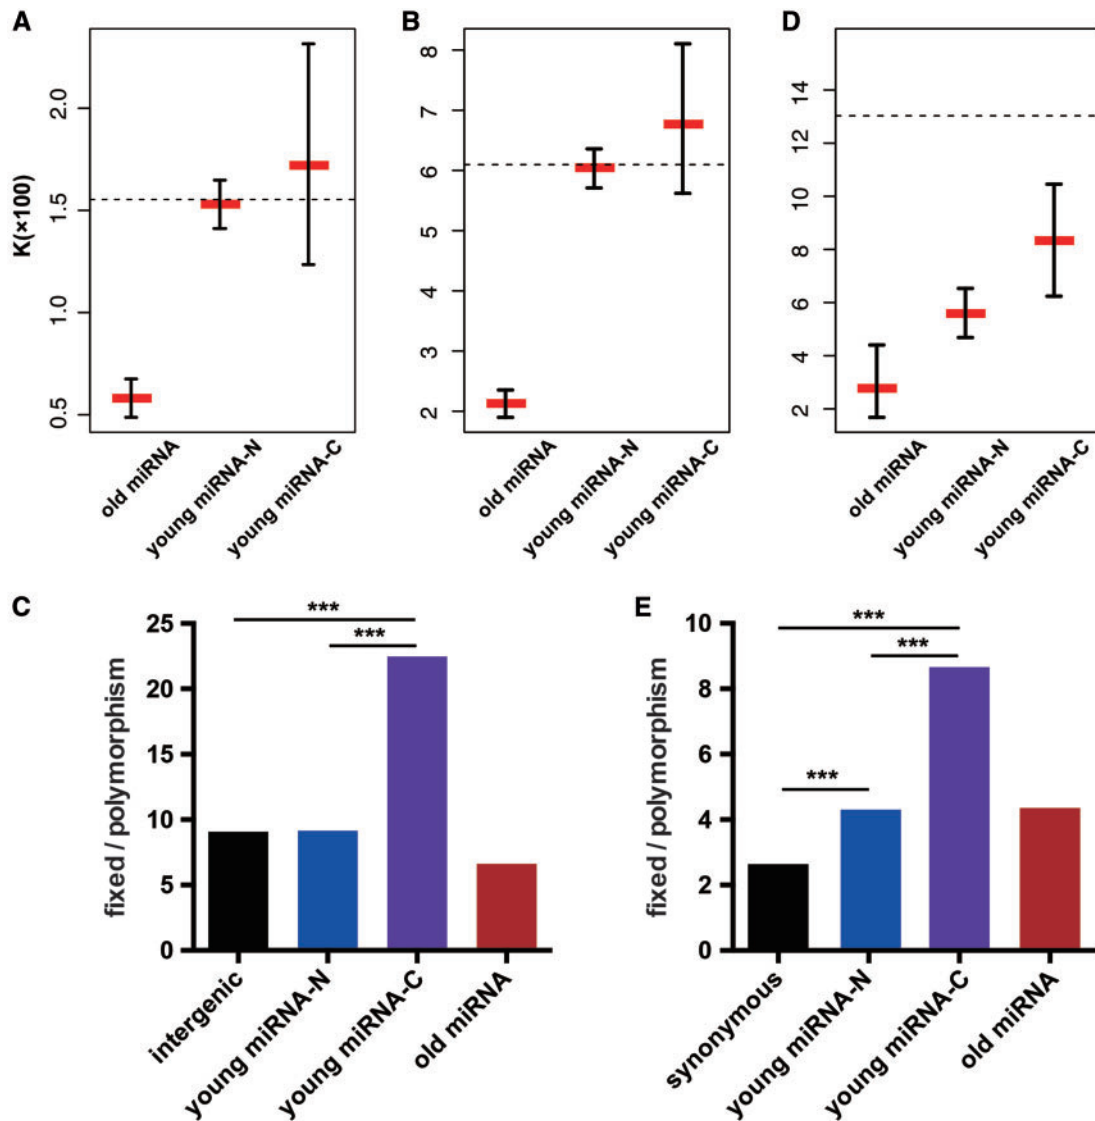 A
K(×100)
2.0
1.5
1.0
0.5
old miRNA
young miRNA-N
young miRNA-C
B
8
7
6
5
4
3
2
old miRNA
young miRNA-N
young miRNA-C
D
14
12
10
8
6
4
2
old miRNA
young miRNA-N
young miRNA-C
C
fixed / polymorphism
25
20
15
10
5
0
***
***
intergenic
young miRNA-N
young miRNA-C
old miRNA
E
fixed / polymorphism
10
8
6
4
2
0
***
***
***
synonymous
young miRNA-N
young miRNA-C
old miRNA